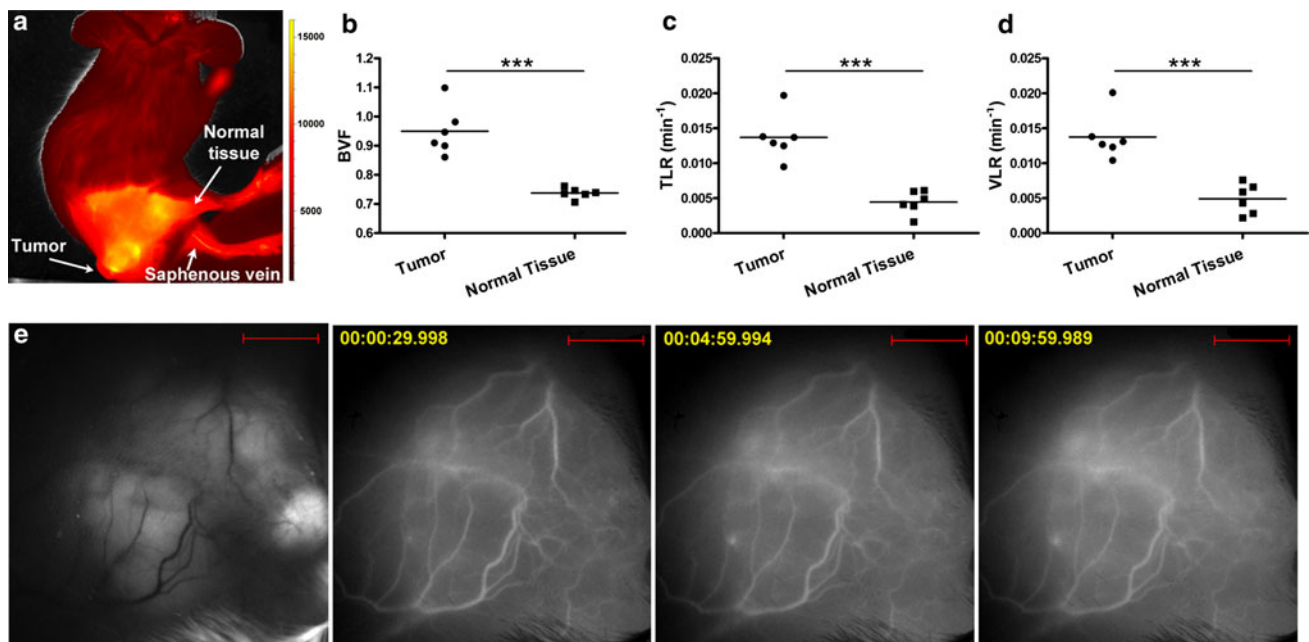 a
15000
10000
5000
Normal
tissue
Tumor
Saphenous vein
b
***
BVF
1.2
1.1
1.0
0.9
0.8
0.7
0.6
Tumor
Normal Tissue
c
***
TLR (min⁻¹)
0.025
0.020
0.015
0.010
0.005
0.000
Tumor
Normal Tissue
d
***
VLR (min⁻¹)
0.025
0.020
0.015
0.010
0.005
0.000
Tumor
Normal Tissue
e
00:00:29.998
00:04:59.994
00:09:59.989